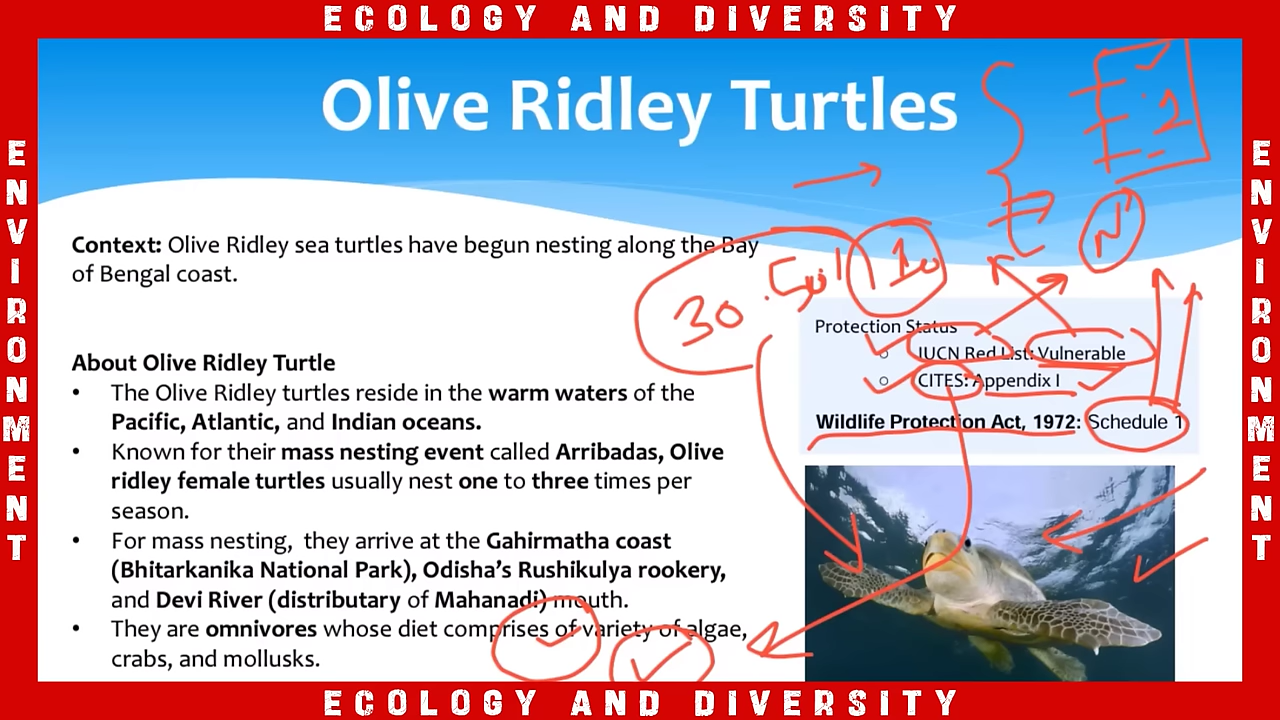 ECOLOGY AND DIVERSITY
ENVIRONMENT
Olive Ridley Turtles
Context: Olive Ridley sea turtles have begun nesting along the Bay
of Bengal coast.
About Olive Ridley Turtle
• The Olive Ridley turtles reside in the warm waters of the
Pacific, Atlantic, and Indian oceans.
• Known for their mass nesting event called Arribadas, Olive
ridley female turtles usually nest one to three times per
season.
• For mass nesting, they arrive at the Gahirmatha coast
(Bhitarkanika National Park), Odisha's Rushikulya rookery,
and Devi River (distributary of Mahanadi) mouth.
• They are omnivores whose diet comprises of variety of algae,
crabs, and mollusks.
30
10
2
N
Protection Status
○ IUCN Red List: Vulnerable
○ CITES: Appendix I
Wildlife Protection Act, 1972: Schedule 1
ENVIRONMENT
ECOLOGY AND DIVERSITY